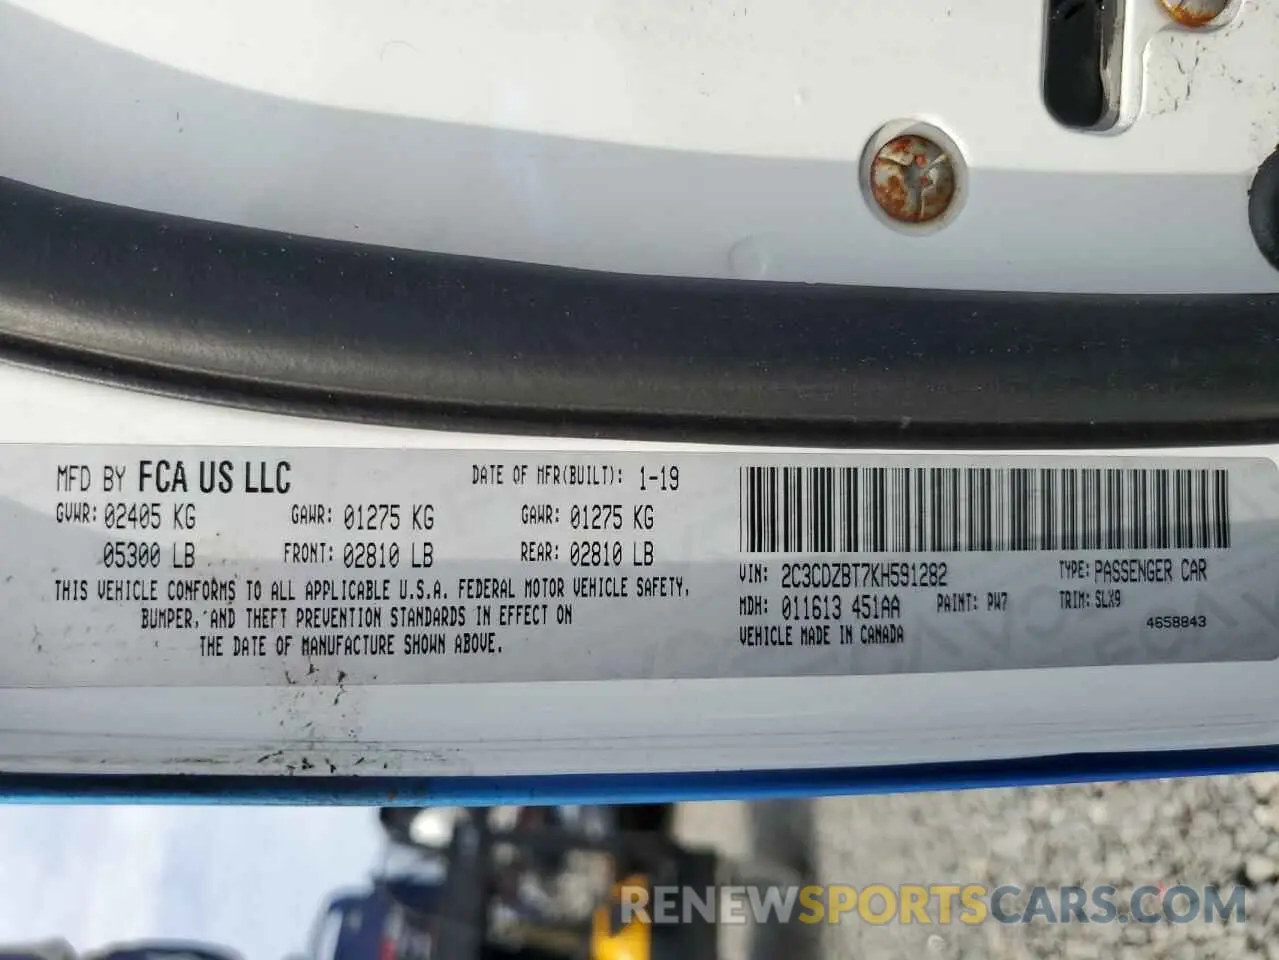 MFD BY FCA US LLC DATE OF MFR(BUILT): 1-19
GVWR: 02405 KG GAWR: 01275 KG GAWR: 01275 KG
05300 LB FRONT: 02810 LB REAR: 02810 LB
THIS VEHICLE CONFORMS TO ALL APPLICABLE U.S.A. FEDERAL MOTOR VEHICLE SAFETY,
BUMPER, AND THEFT PREVENTION STANDARDS IN EFFECT ON
THE DATE OF MANUFACTURE SHOWN ABOVE.
VIN: 2C3CDZBT7KH591282 TYPE: PASSENGER CAR
MDH: 011613 451AA PAINT: PW7 TRIM: SLX9
VEHICLE MADE IN CANADA 4658843
RENEWSPORTSCARS.COM